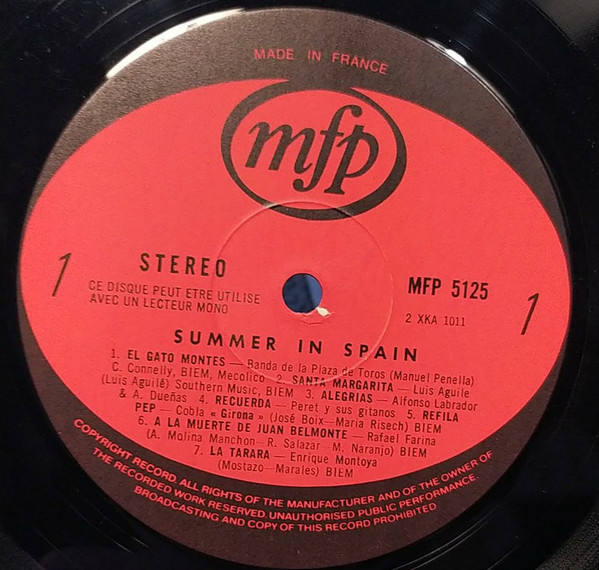 MADE IN FRANCE
mfp
1
STEREO
CE DISQUE PEUT ETRE UTILISE
AVEC UN LECTEUR MONO
MFP 5125
2 XKA 1011
1
SUMMER IN SPAIN
1. EL GATO MONTES — Banda de la Plaza de Toros (Manuel Penella)
C. Connelly, BIEM, Mecolico 2. SANTA MARGARITA — Luis Aguile
(Luis Aguilé) Southern Music, BIEM 3. ALEGRIAS — Alfonso Labrador
& A. Dueñas 4. RECUERDA — Peret y sus gitanos 5. REFILA
PEP — Cobla « Girona » (José Boix — Maria Risech) BIEM
6. A LA MUERTE DE JUAN BELMONTE — Rafael Farina
(A. Molina Manchon — R. Salazar - M. Naranjo) BIEM
7. LA TARARA — Enrique Montoya
(Mostazo — Marales) BIEM
COPYRIGHT RECORD. ALL RIGHTS OF THE MANUFACTURER AND OF THE OWNER OF
THE RECORDED WORK RESERVED. UNAUTHORISED PUBLIC PERFORMANCE.
BROADCASTING AND COPY OF THIS RECORD PROHIBITED